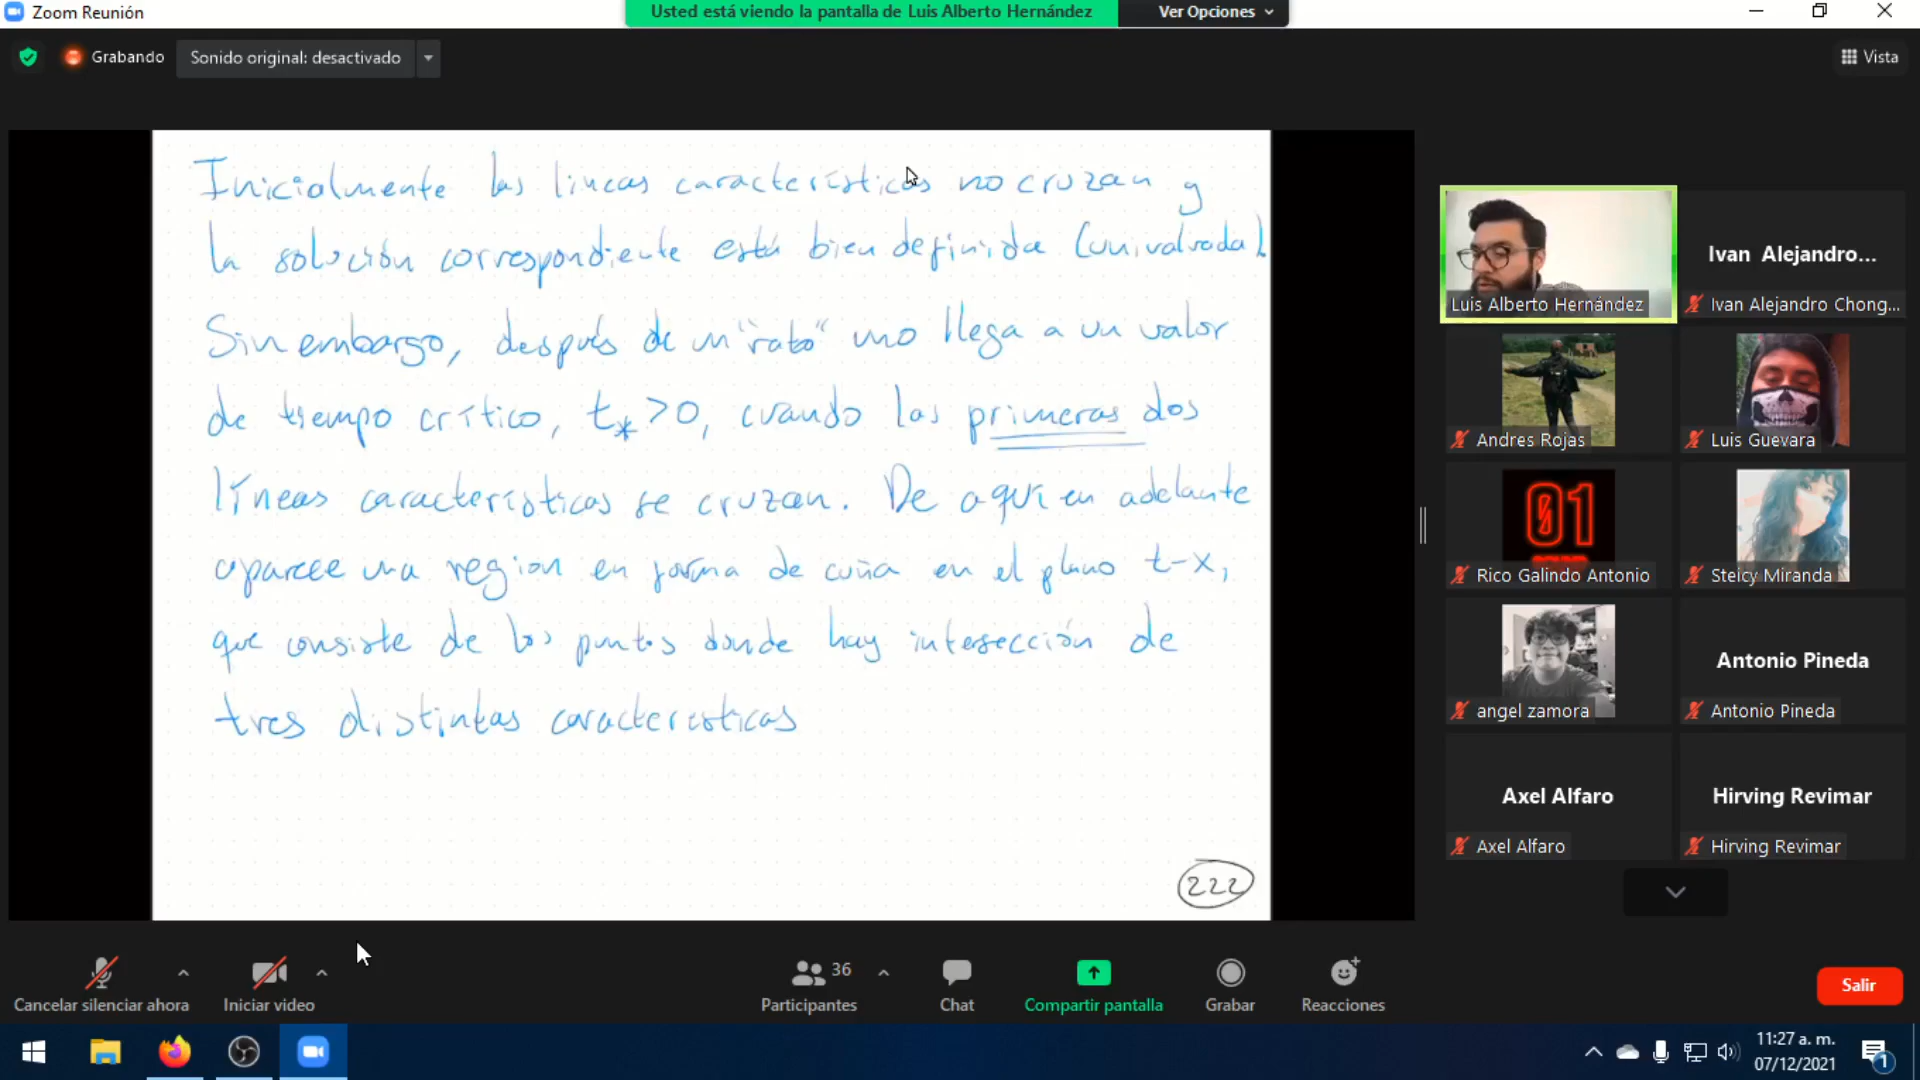 Zoom Reunión
Usted está viendo la pantalla de Luis Alberto Hernández
Ver Opciones
Grabando
Sonido original: desactivado
Vista
Inicialmente las líneas características no cruzan y
la solución correspondiente está bien definida (univaluada).
Sin embargo, después de un "rato" uno llega a un valor
de tiempo crítico, t* > 0, cuando las primeras dos
líneas características se cruzan. De aquí en adelante
aparece una región en forma de cuña en el plano t-x,
que consiste de los puntos donde hay intersección de
tres distintas características
222
Luis Alberto Hernández
Ivan Alejandro...
Ivan Alejandro Chong...
Andres Rojas
Luis Guevara
01
Rico Galindo Antonio
Steicy Miranda
angel zamora
Antonio Pineda
Antonio Pineda
Axel Alfaro
Axel Alfaro
Hirving Revimar
Hirving Revimar
Cancelar silenciar ahora
Iniciar video
36
Participantes
Chat
Compartir pantalla
Grabar
Reacciones
Salir
11:27 a. m.
07/12/2021
1